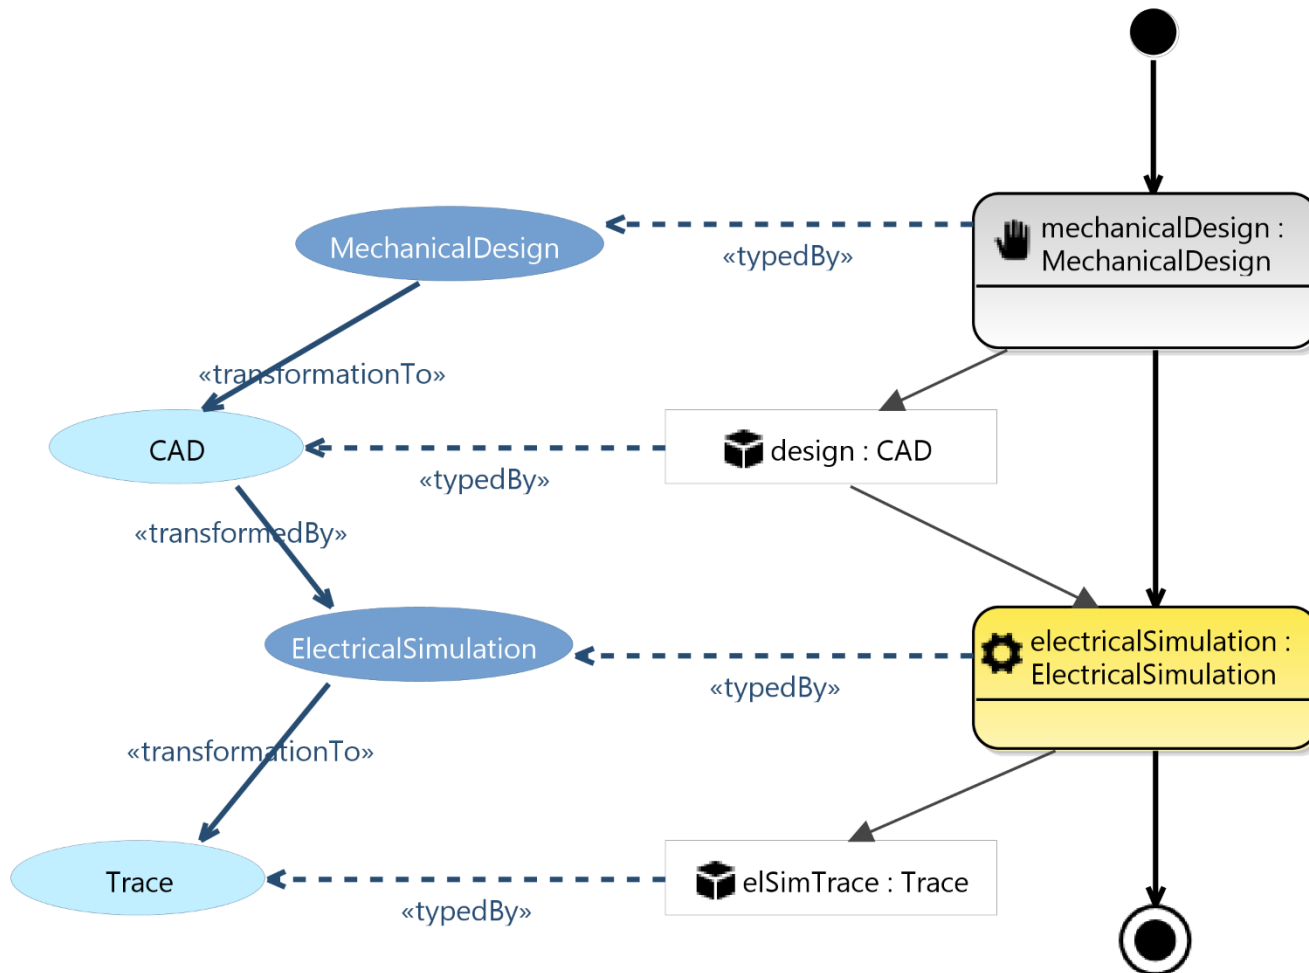 mechanicalDesign :
MechanicalDesign
MechanicalDesign
«typedBy»
«transformationTo»
CAD
design : CAD
«typedBy»
«transformedBy»
electricalSimulation :
ElectricalSimulation
ElectricalSimulation
«typedBy»
«transformationTo»
Trace
elSimTrace : Trace
«typedBy»